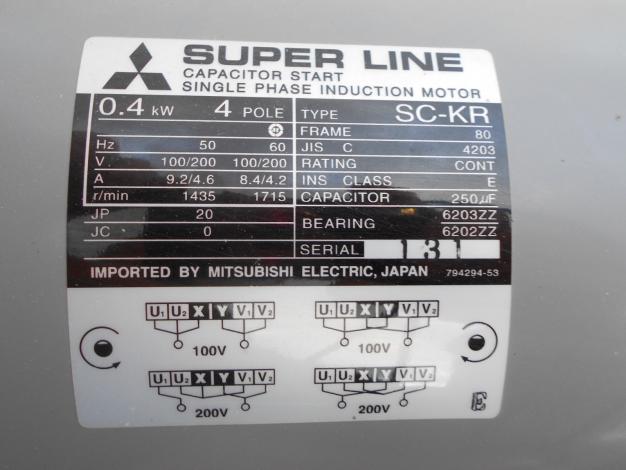 SUPER LINE
CAPACITOR START
SINGLE PHASE INDUCTION MOTOR
0.4 kW 4 POLE TYPE SC-KR
FRAME 80
Hz 50 60 JIS C 4203
V. 100/200 100/200 RATING CONT
A 9.2/4.6 8.4/4.2 INS CLASS E
r/min 1435 1715 CAPACITOR 250μF
JP 20 BEARING 6203ZZ
JC 0 6202ZZ
SERIAL 131
IMPORTED BY MITSUBISHI ELECTRIC, JAPAN 794294-53
U1 U2 X Y V1 V2 U1 U2 X Y V1 V2
100V 100V
U1 U2 X Y V1 V2 U1 U2 X Y V1 V2
200V 200V
E